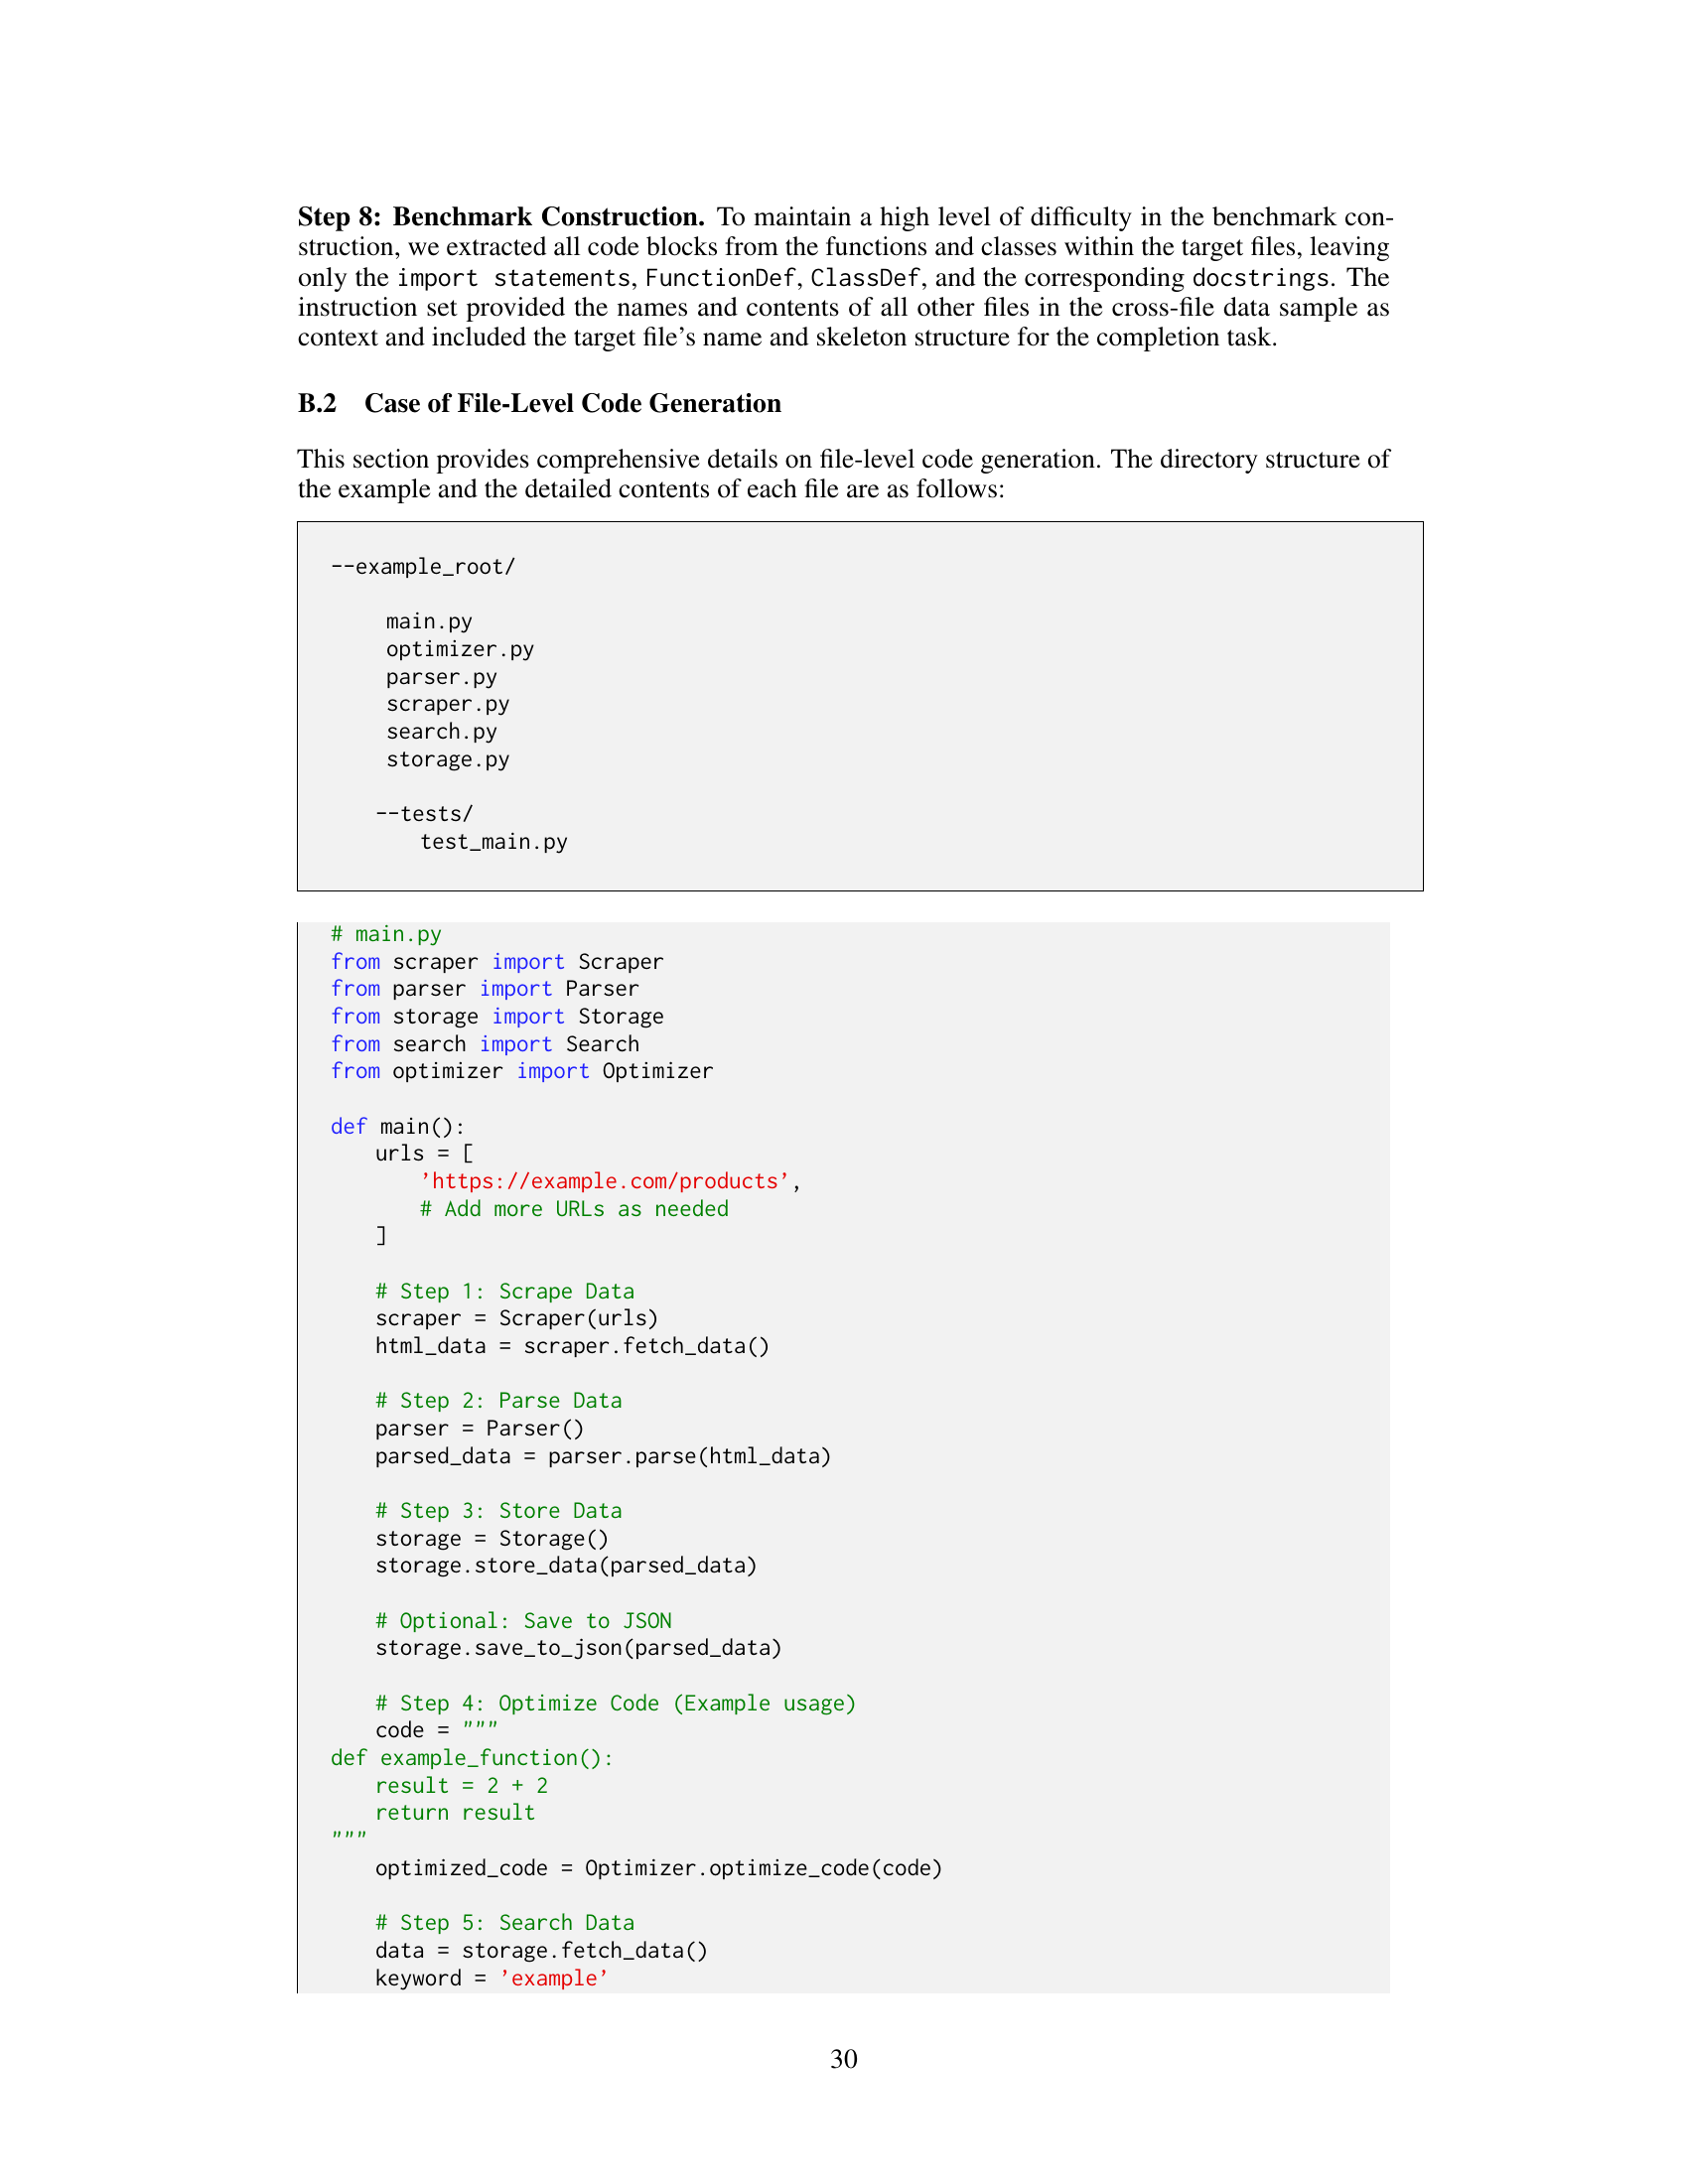 Step 8: Benchmark Construction. To maintain a high level of difficulty in the benchmark con-
struction, we extracted all code blocks from the functions and classes within the target files, leaving
only the import statements, FunctionDef, ClassDef, and the corresponding docstrings. The
instruction set provided the names and contents of all other files in the cross-file data sample as
context and included the target file's name and skeleton structure for the completion task.
B.2 Case of File-Level Code Generation
This section provides comprehensive details on file-level code generation. The directory structure of
the example and the detailed contents of each file are as follows:
--example_root/
main.py
optimizer.py
parser.py
scraper.py
search.py
storage.py
--tests/
test_main.py
# main.py
from scraper import Scraper
from parser import Parser
from storage import Storage
from search import Search
from optimizer import Optimizer
def main():
urls = [
'https://example.com/products',
# Add more URLs as needed
]
# Step 1: Scrape Data
scraper = Scraper(urls)
html_data = scraper.fetch_data()
# Step 2: Parse Data
parser = Parser()
parsed_data = parser.parse(html_data)
# Step 3: Store Data
storage = Storage()
storage.store_data(parsed_data)
# Optional: Save to JSON
storage.save_to_json(parsed_data)
# Step 4: Optimize Code (Example usage)
code = """
def example_function():
result = 2 + 2
return result
"""
optimized_code = Optimizer.optimize_code(code)
# Step 5: Search Data
data = storage.fetch_data()
keyword = 'example'
30